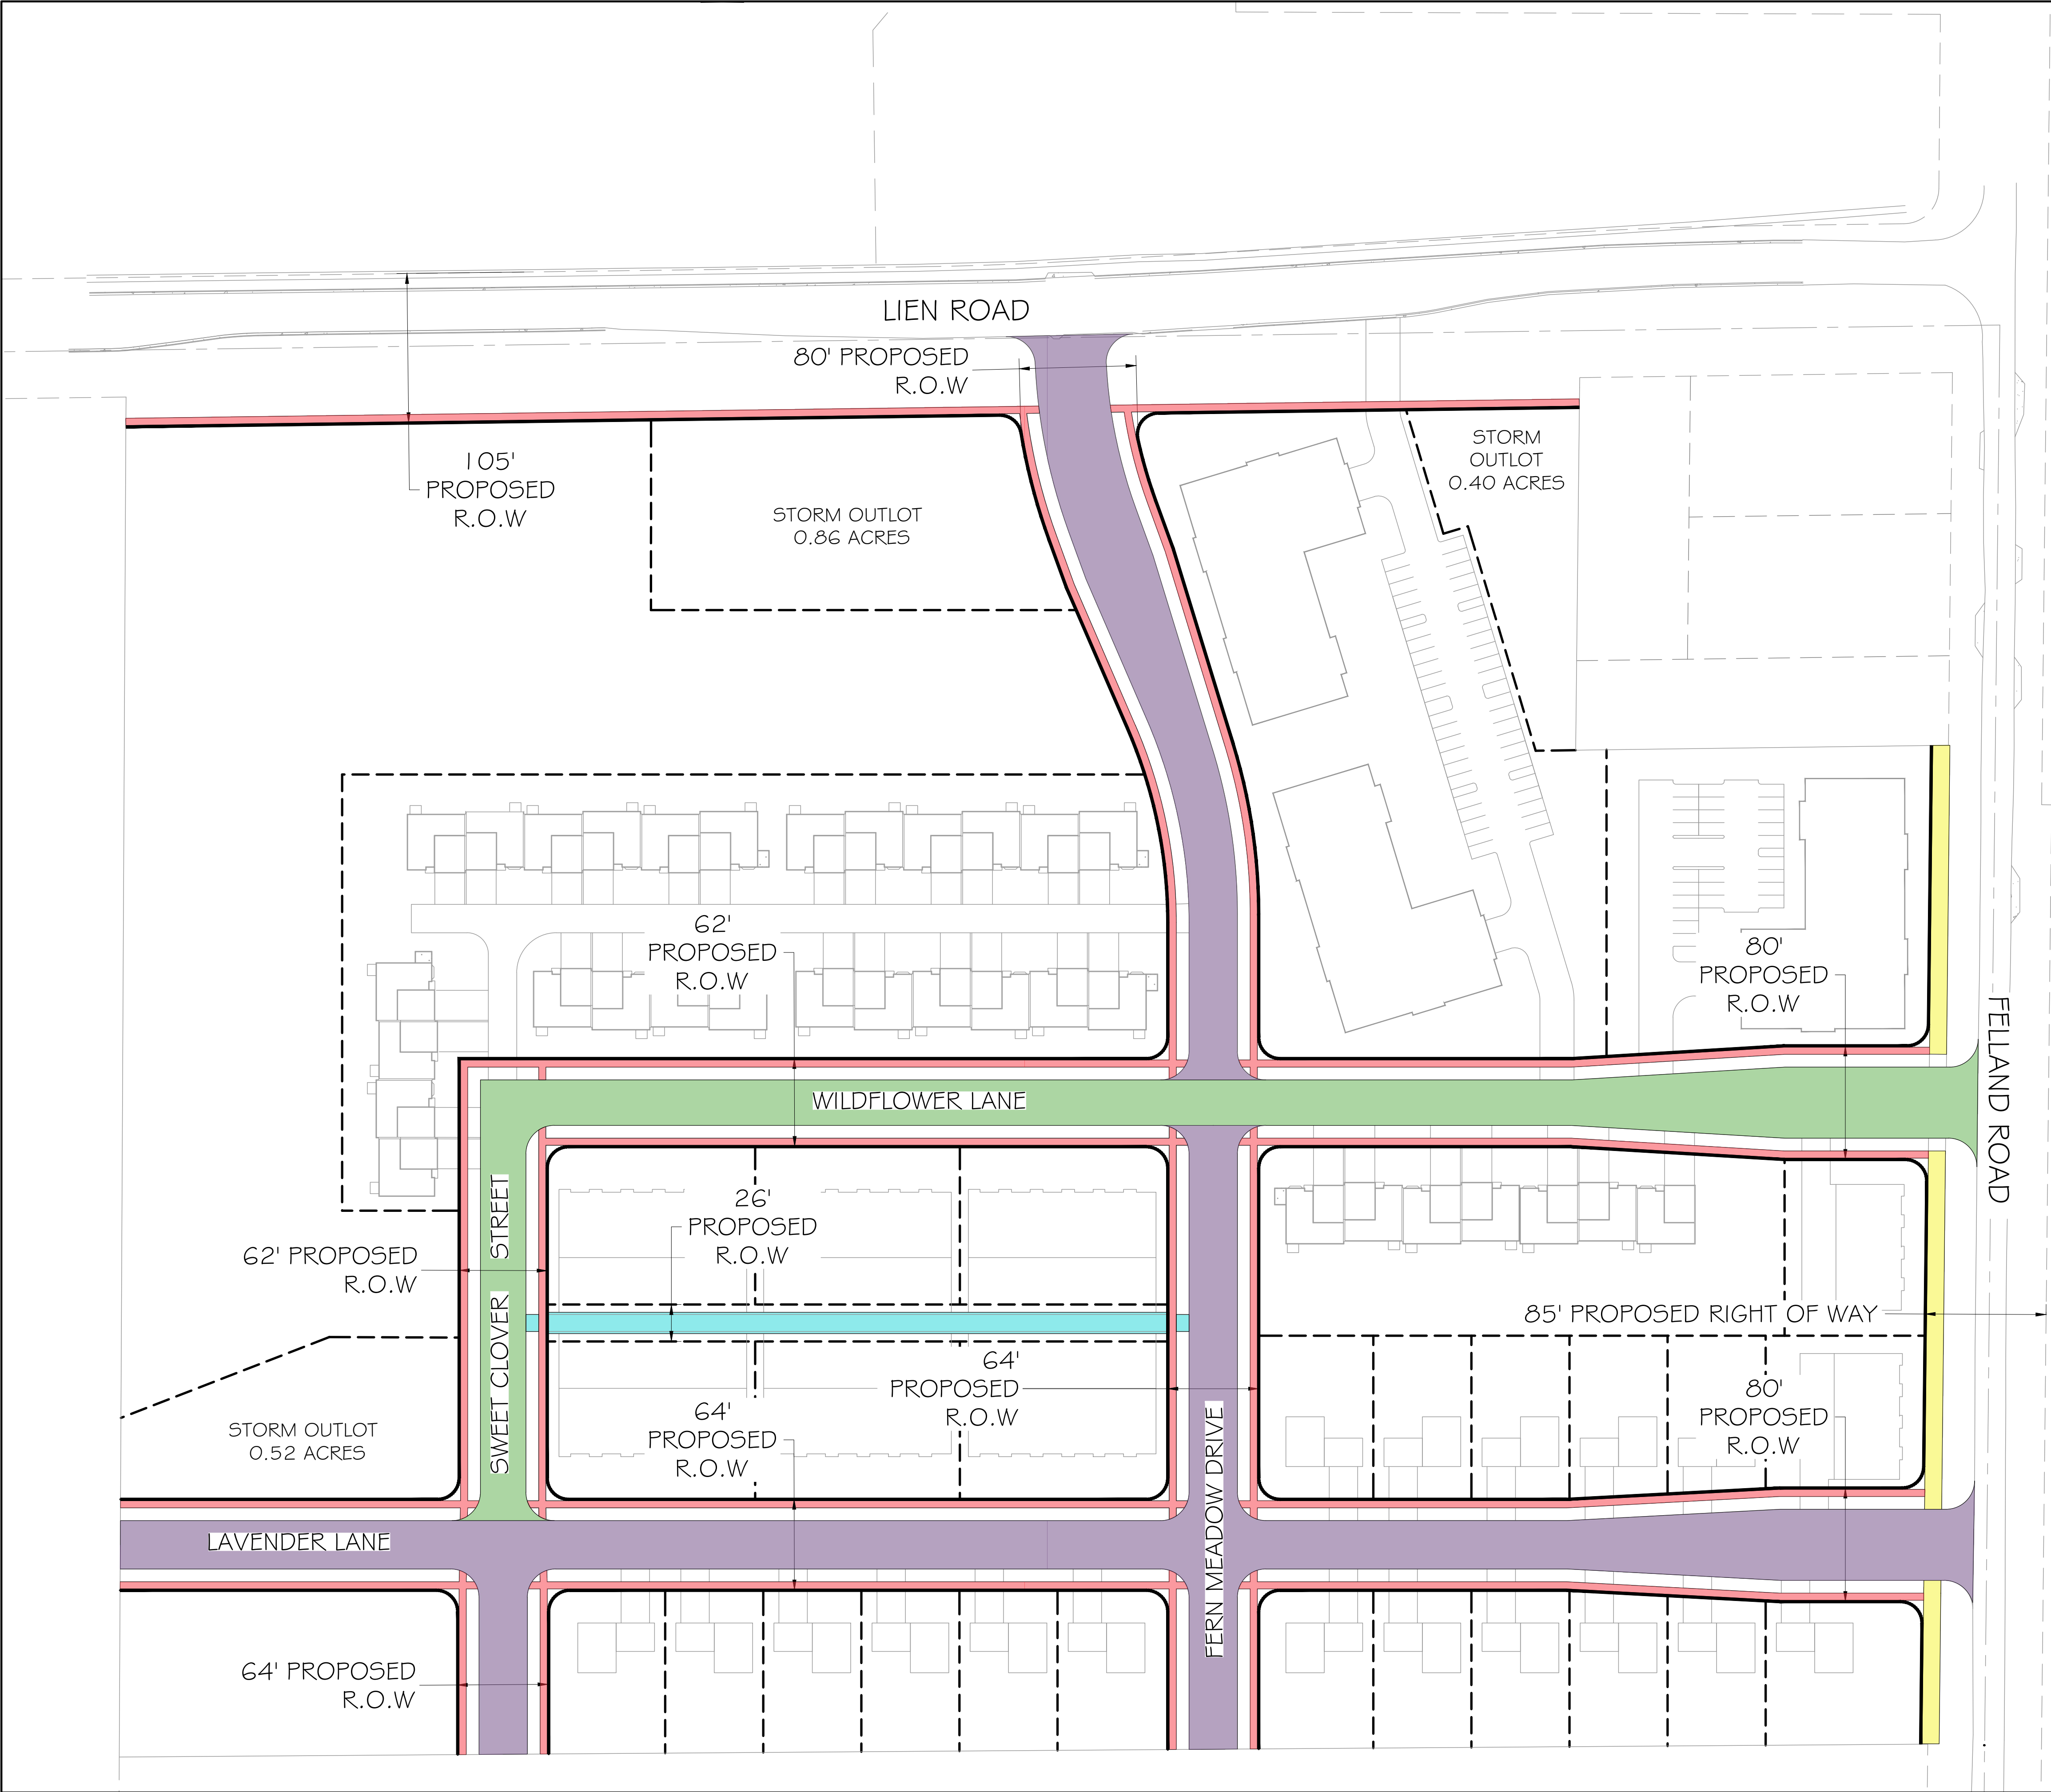 LIEN ROAD
80' PROPOSED
R.O.W
105'
PROPOSED
R.O.W
STORM OUTLOT
0.86 ACRES
STORM
OUTLOT
0.40 ACRES
62'
PROPOSED
R.O.W
80'
PROPOSED
R.O.W
FELLAND ROAD
WILDFLOWER LANE
SWEET CLOVER STREET
26'
PROPOSED
R.O.W
62' PROPOSED
R.O.W
85' PROPOSED RIGHT OF WAY
64'
PROPOSED
R.O.W
80'
PROPOSED
R.O.W
64'
PROPOSED
R.O.W
STORM OUTLOT
0.52 ACRES
FERN MEADOW DRIVE
LAVENDER LANE
64' PROPOSED
R.O.W